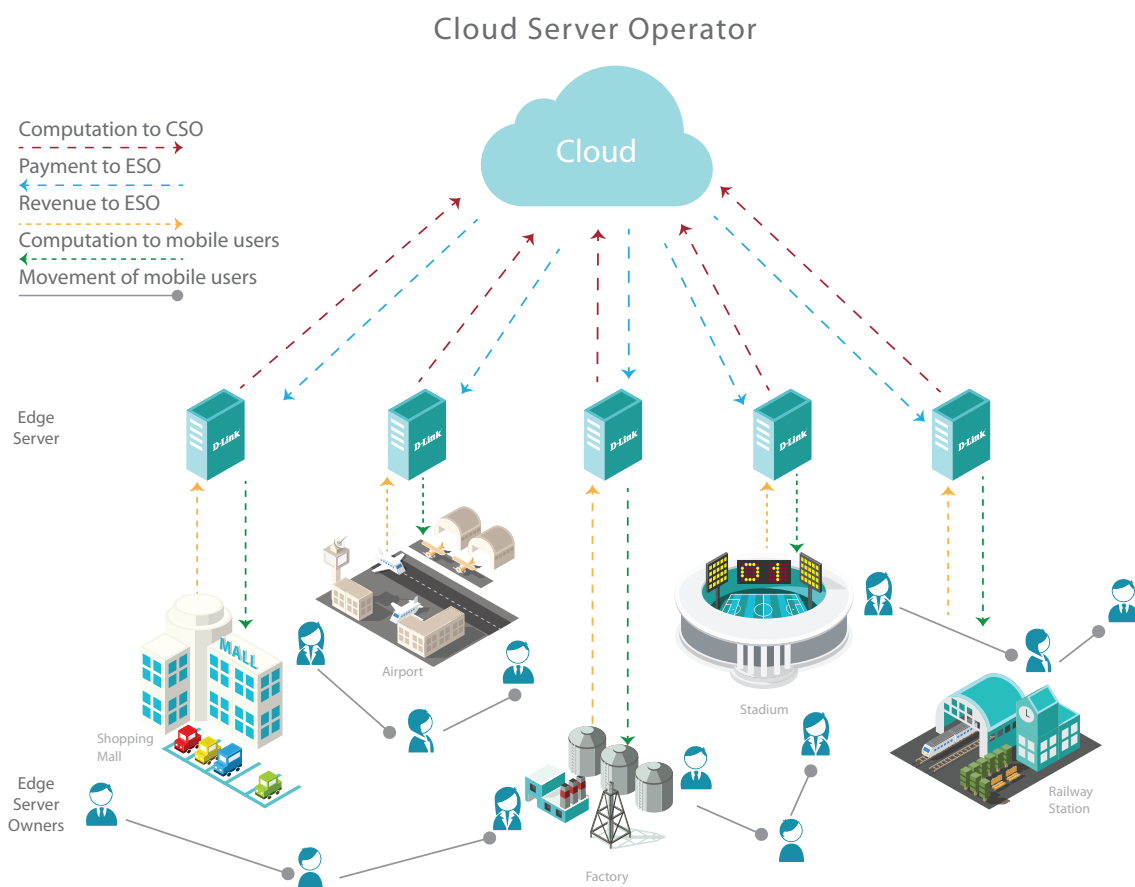 Cloud Server Operator
Cloud
Computation to CSO
Payment to ESO
Revenue to ESO
Computation to mobile users
Movement of mobile users
Edge
Server
D-Link
D-Link
D-Link
D-Link
D-Link
01
MALL
Airport
Stadium
Shopping
Mall
Railway
Station
Edge
Server
Owners
Factory